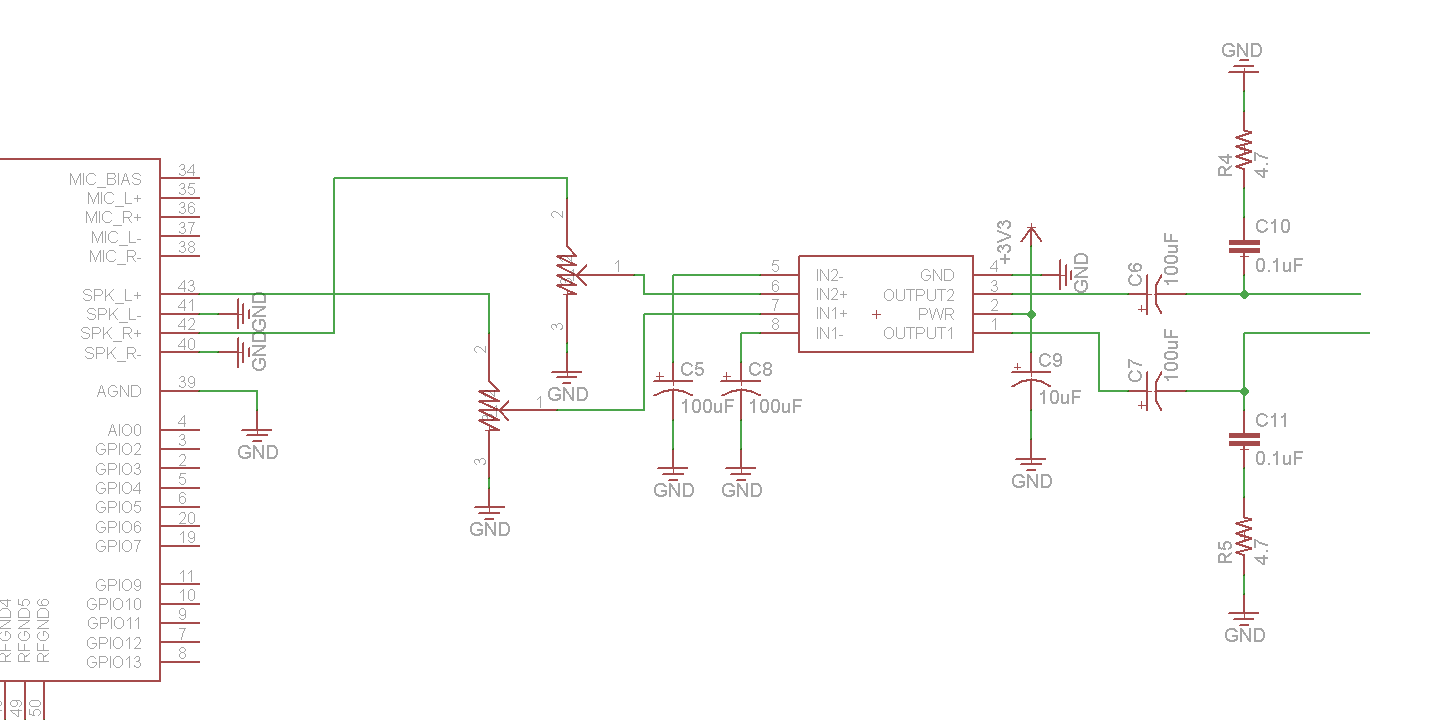 MIC_BIAS 34
MIC_L+ 35
MIC_R+ 36
MIC_L- 37
MIC_R- 38
SPK_L+ 43
SPK_L- 41 GND
SPK_R+ 42
SPK_R- 40 GND
AGND 39
GND
AIO0 4
GPIO2 3
GPIO3 2
GPIO4 5
GPIO5 6
GPIO6 20
GPIO7 19
GPIO9 11
GPIO10 10
GPIO11 9
GPIO12 7
GPIO13 8
RFGND4
RFGND5
RFGND6
49
50
2
1
3
GND
2
1
3
GND
C5
100uF
GND
C8
100uF
GND
5 IN2-
6 IN2+
7 IN1+
8 IN1-
GND 4
OUTPUT2 3
PWR 2
OUTPUT1 1
+3V3
GND
C9
10uF
GND
C6
100uF
C7
100uF
GND
R4
4.7
C10
0.1uF
C11
0.1uF
R5
4.7
GND